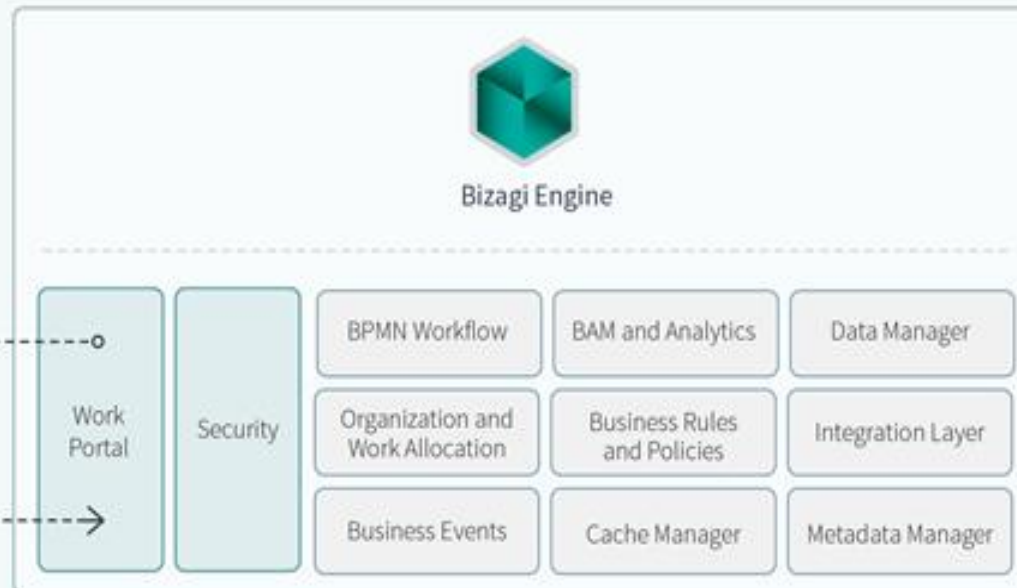 Bizagi Engine
Work
Portal
Security
BPMN Workflow
BAM and Analytics
Data Manager
Organization and
Work Allocation
Business Rules
and Policies
Integration Layer
Business Events
Cache Manager
Metadata Manager